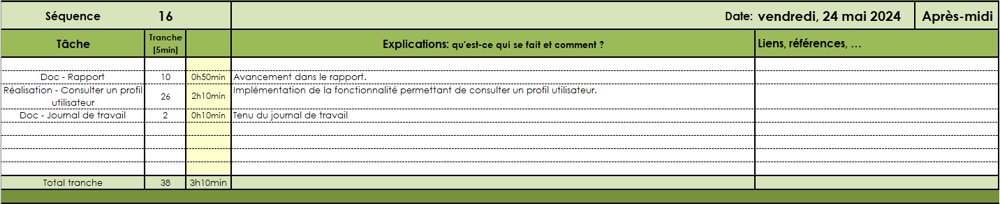 Séquence 16 Date: vendredi, 24 mai 2024 Après-midi
Tâche Tranche [5min] Explications: qu'est-ce qui se fait et comment ? Liens, références, ...
Doc - Rapport 10 0h50min Avancement dans le rapport.
Réalisation - Consulter un profil utilisateur 26 2h10min Implémentation de la fonctionnalité permettant de consulter un profil utilisateur.
Doc - Journal de travail 2 0h10min Tenu du journal de travail
Total tranche 38 3h10min